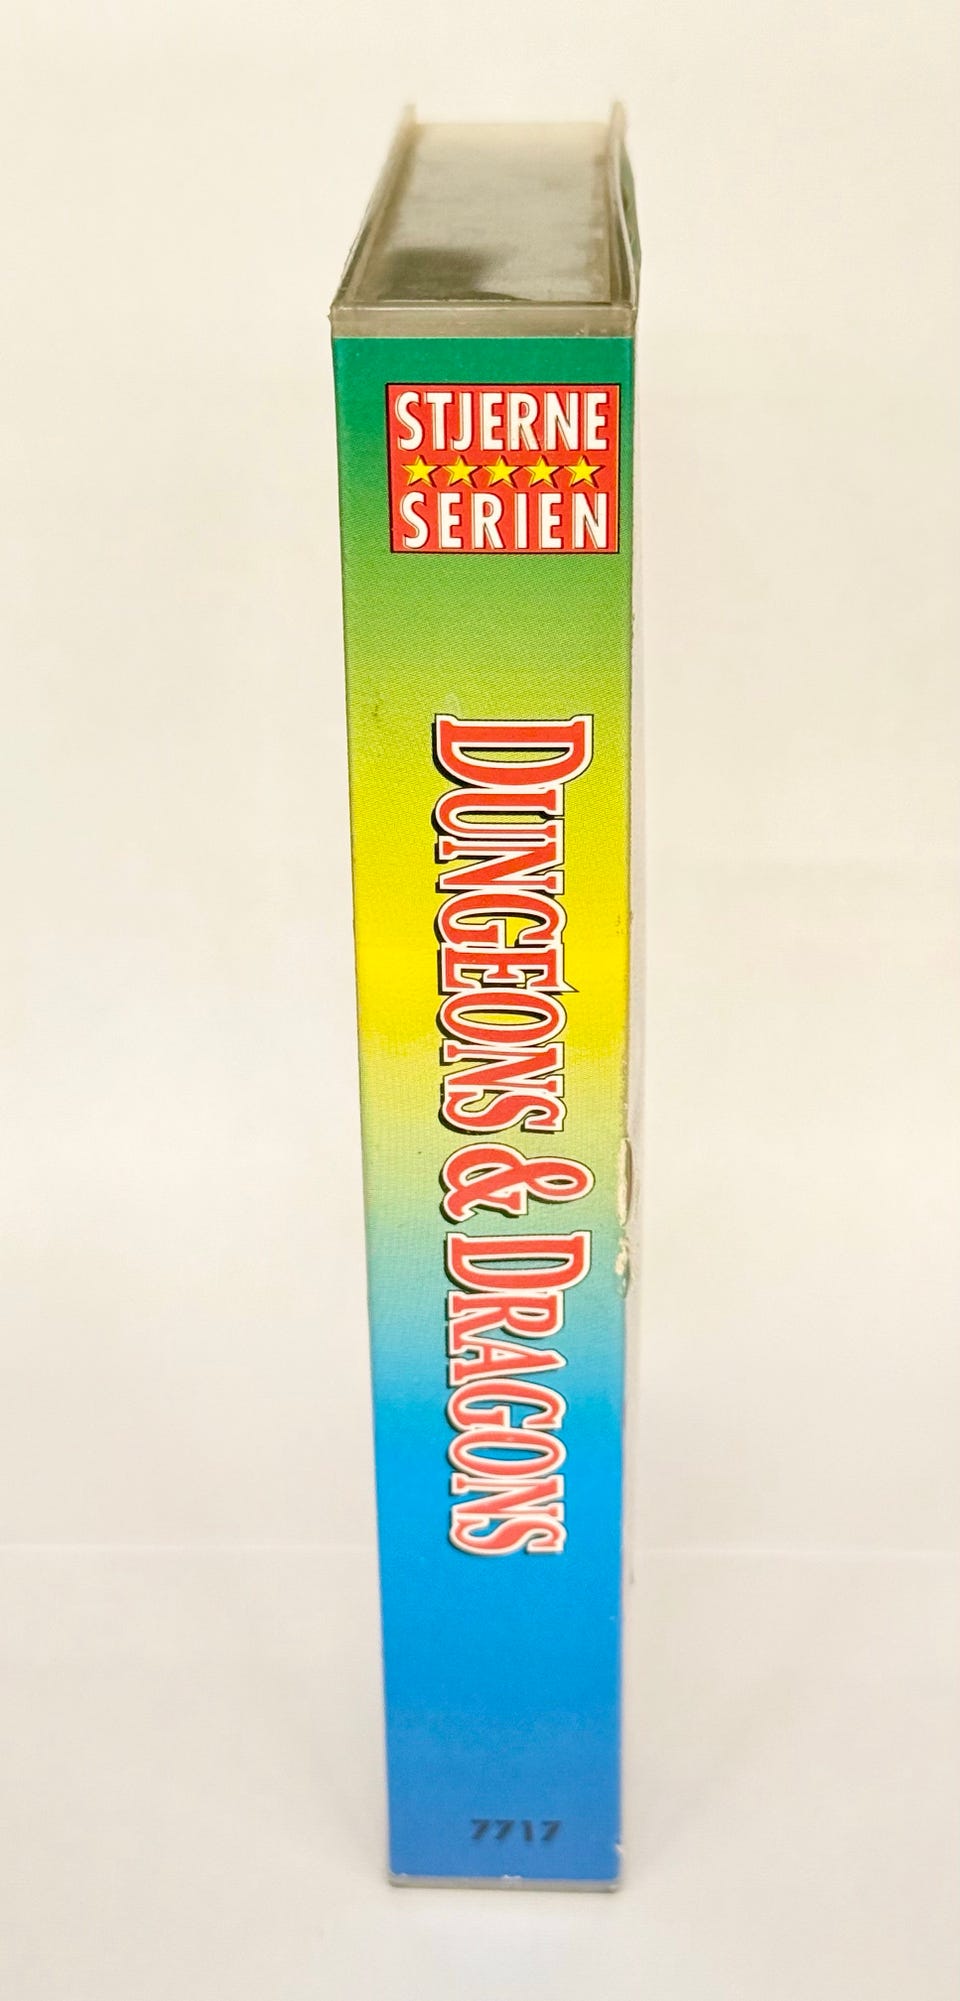 STJERNE
SERIEN
DUNGEONS & DRAGONS
7717